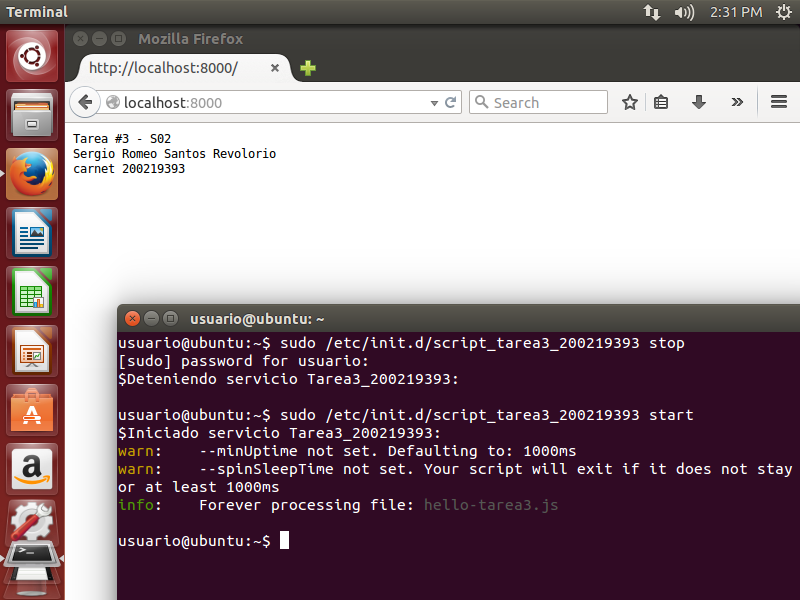 Terminal
2:31 PM
Mozilla Firefox
http://localhost:8000/
localhost:8000
Search
Tarea #3 - S02
Sergio Romeo Santos Revolorio
carnet 200219393
usuario@ubuntu: ~
usuario@ubuntu:~$ sudo /etc/init.d/script_tarea3_200219393 stop
[sudo] password for usuario:
$Deteniendo servicio Tarea3_200219393:
usuario@ubuntu:~$ sudo /etc/init.d/script_tarea3_200219393 start
$Iniciado servicio Tarea3_200219393:
warn:    --minUptime not set. Defaulting to: 1000ms
warn:    --spinSleepTime not set. Your script will exit if it does not stay
or at least 1000ms
info:    Forever processing file: hello-tarea3.js
usuario@ubuntu:~$